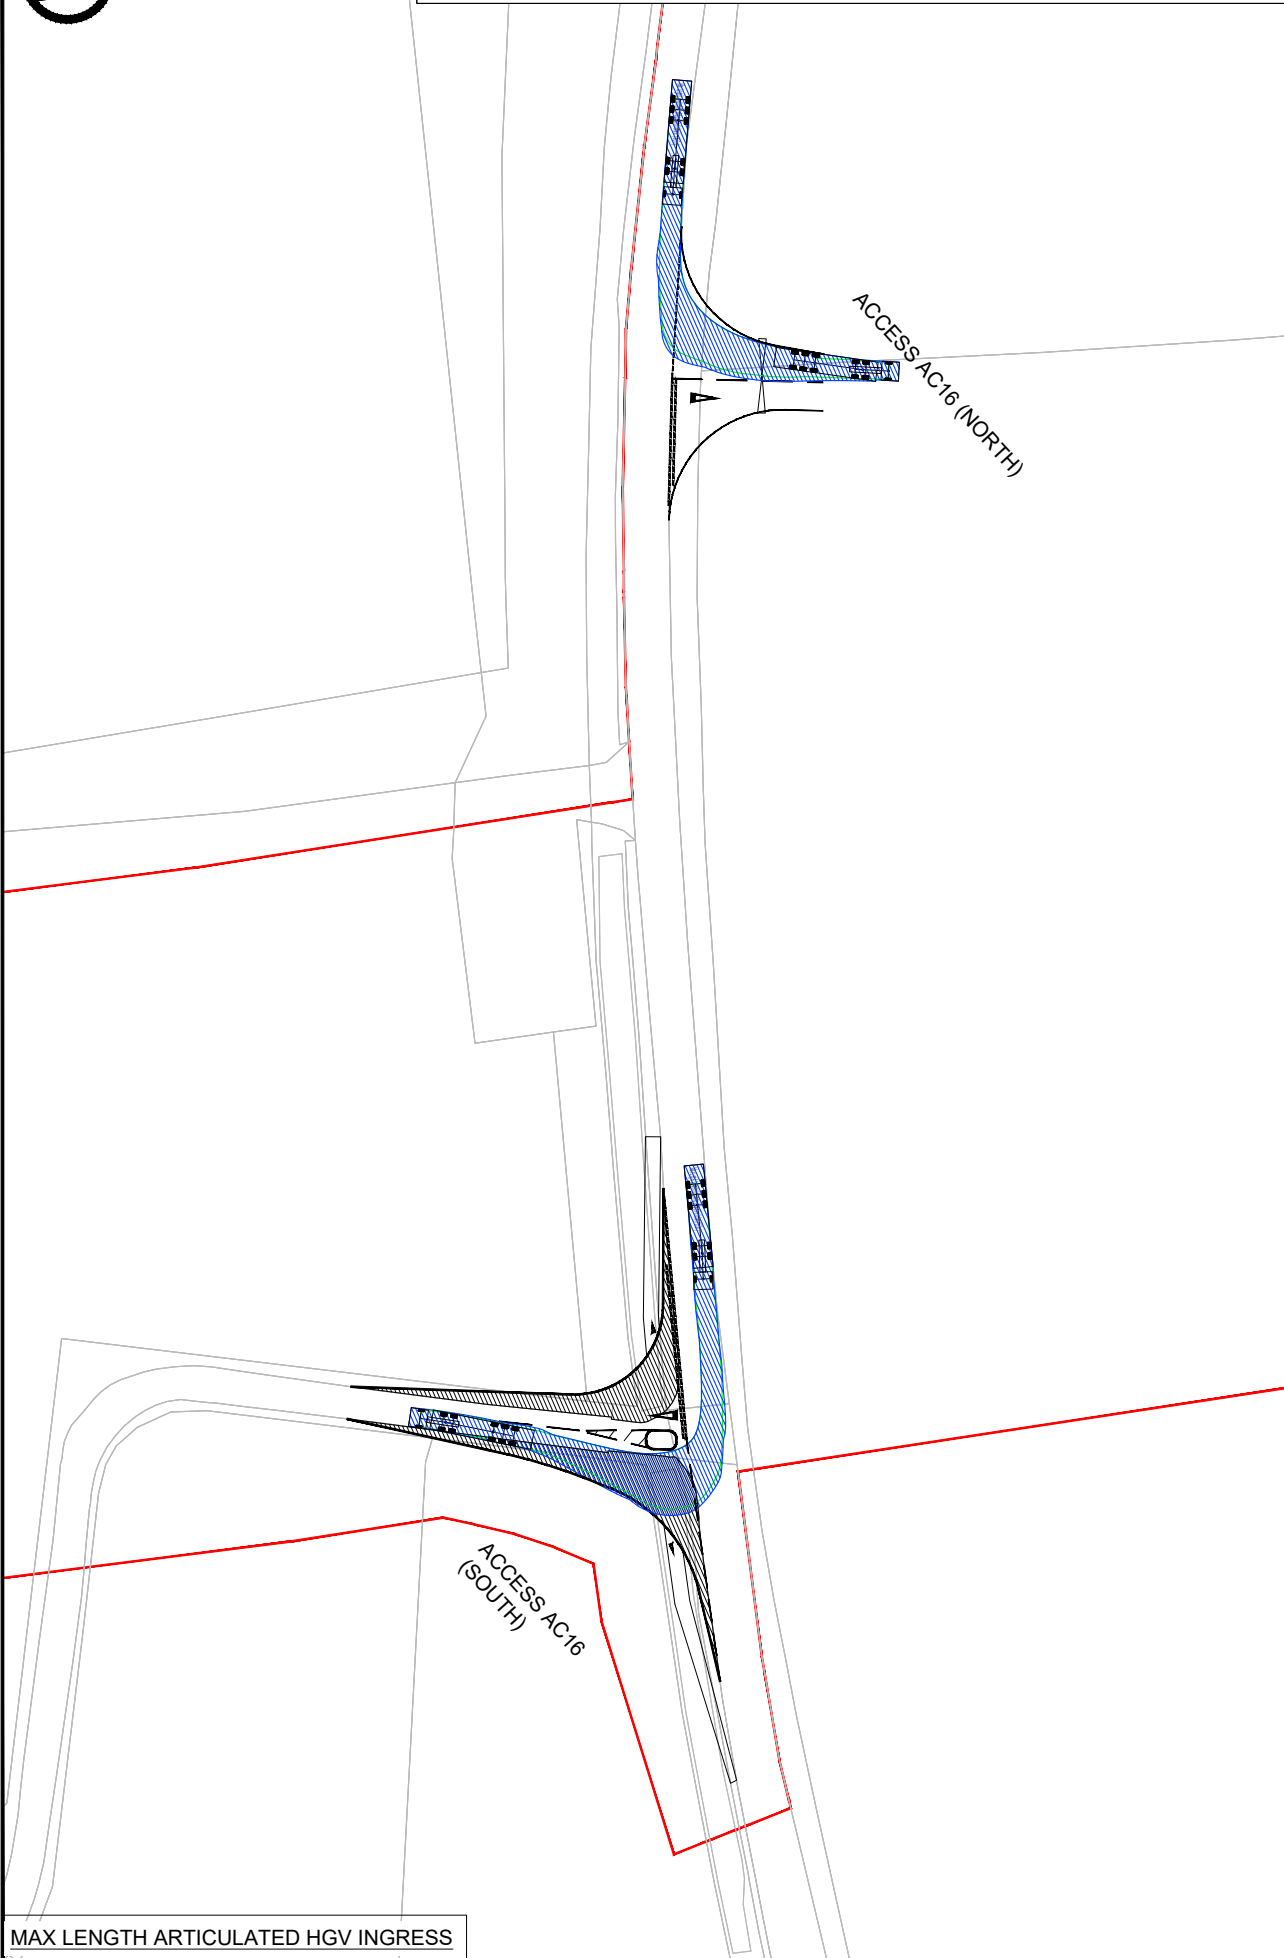 ACCESS AC16 (NORTH)
ACCESS AC16
(SOUTH)
MAX LENGTH ARTICULATED HGV INGRESS